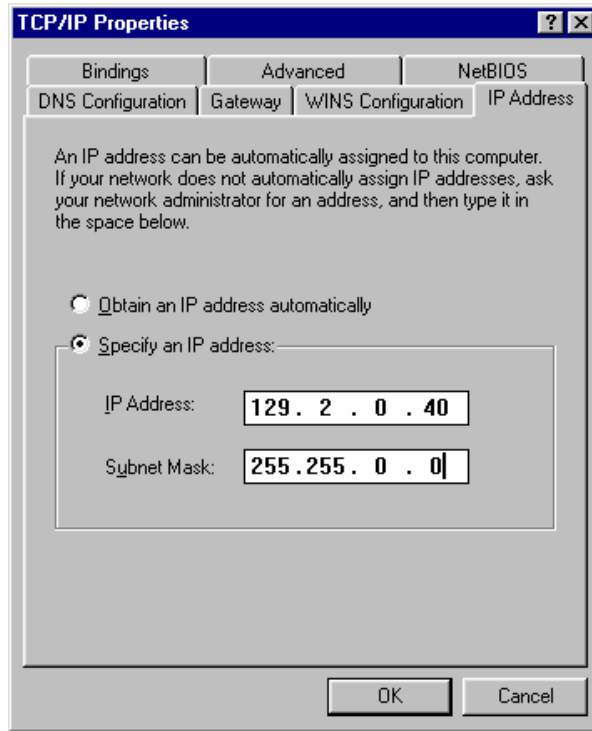 TCP/IP Properties
Bindings Advanced NetBIOS
DNS Configuration Gateway WINS Configuration IP Address
An IP address can be automatically assigned to this computer.
If your network does not automatically assign IP addresses, ask
your network administrator for an address, and then type it in
the space below.
Obtain an IP address automatically
Specify an IP address:
IP Address: 129. 2 . 0 . 40
Subnet Mask: 255.255. 0 . 0
OK Cancel